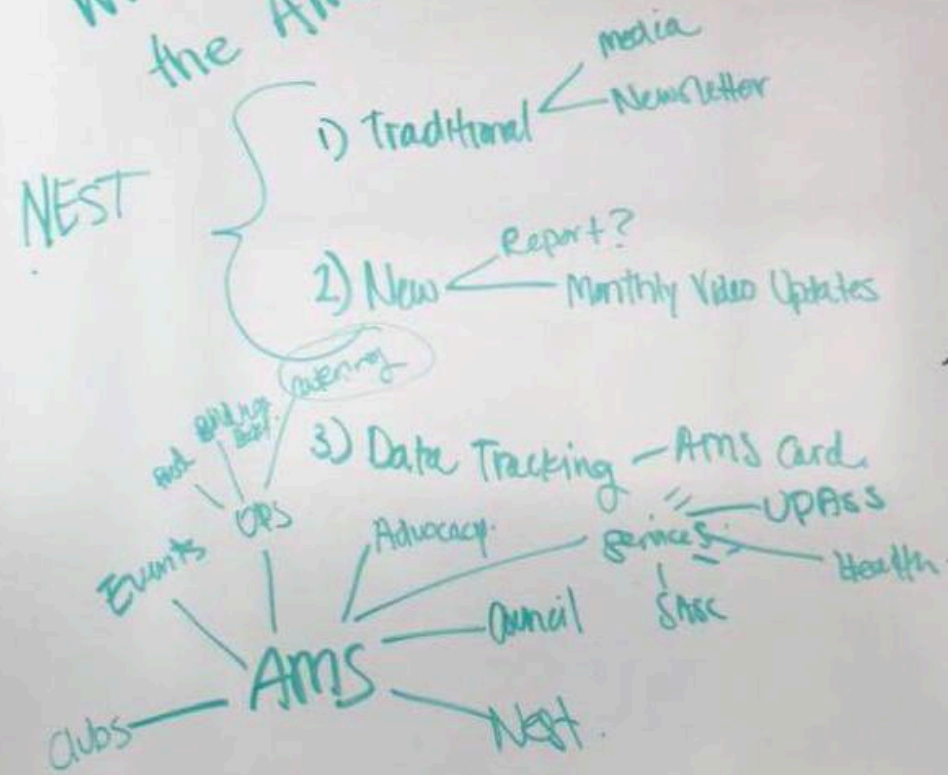 the
media
1) Traditional
Newsletter
NEST
Report?
2) New
Monthly Video Updates
catering
3) Data Tracking
AMS Card
OPS
UPASS
Advocacy
services
Health
Events
SASC
Council
AMS
Clubs
Nest.